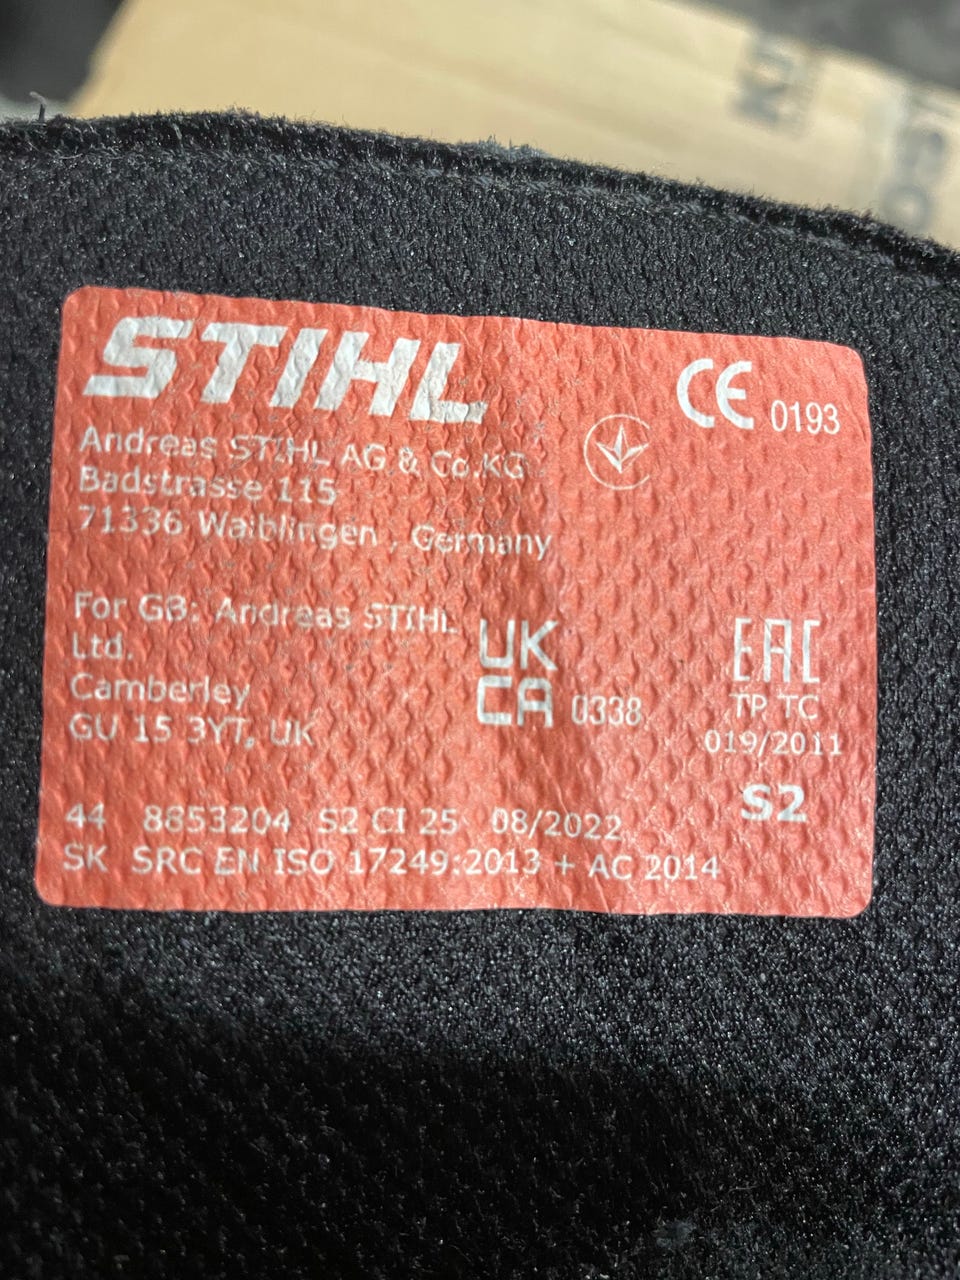 STIHL
Andreas STIHL AG & Co.KG
Badstrasse 115
71336 Waiblingen , Germany
CE 0193
For GB: Andreas STIHL
Ltd.
Camberley
GU 15 3YT, UK
UK
CA 0338
EAC
TP TC
019/2011
S2
44 8853204 S2 CI 25 08/2022
SK SRC EN ISO 17249:2013 + AC 2014